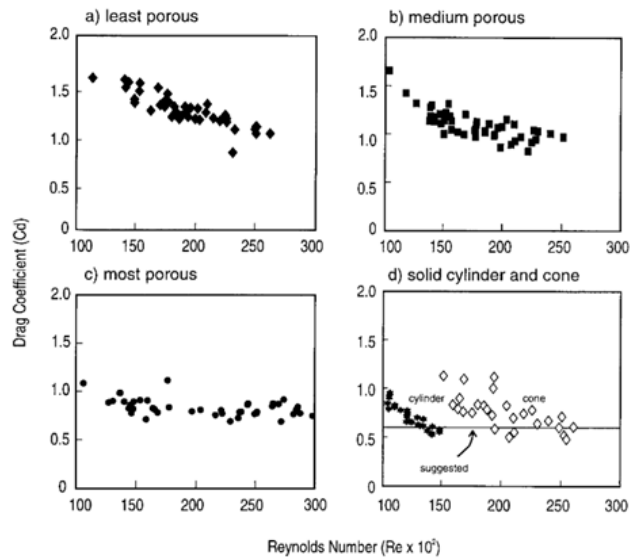 a) least porous
b) medium porous
2.0
1.5
1.0
0.5
0
100 150 200 250 300
2.0
1.5
1.0
0.5
0
100 150 200 250 300
Drag Coefficient (Cd)
c) most porous
d) solid cylinder and cone
2.0
1.5
1.0
0.5
0
100 150 200 250 300
2.0
1.5
1.0
0.5
0
cylinder
cone
suggested
100 150 200 250 300
Reynolds Number (Re x 10²)